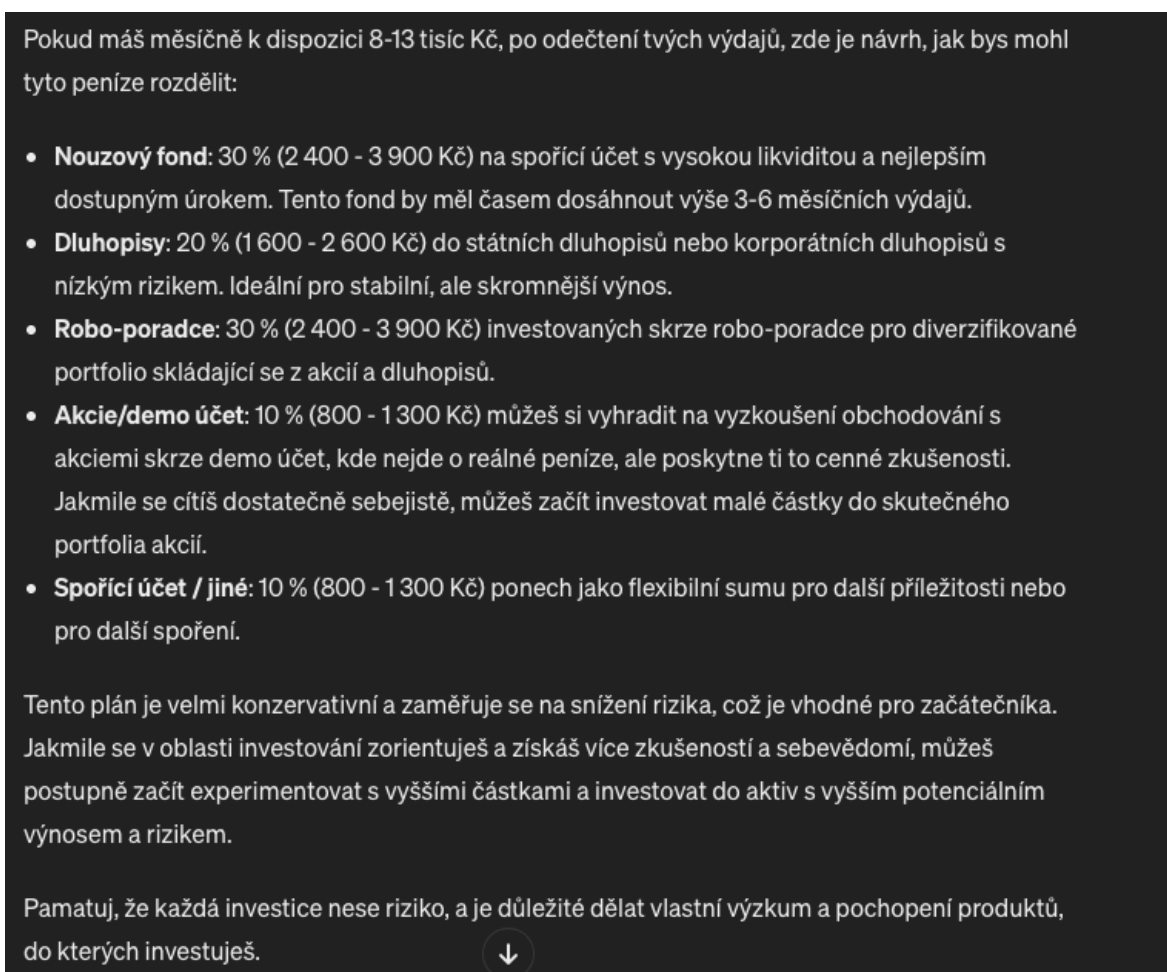 Pokud máš měsíčně k dispozici 8-13 tisíc Kč, po odečtení tvých výdajů, zde je návrh, jak bys mohl
tyto peníze rozdělit:
• Nouzový fond: 30 % (2 400 - 3 900 Kč) na spořící účet s vysokou likviditou a nejlepším
dostupným úrokem. Tento fond by měl časem dosáhnout výše 3-6 měsíčních výdajů.
• Dluhopisy: 20 % (1 600 - 2 600 Kč) do státních dluhopisů nebo korporátních dluhopisů s
nízkým rizikem. Ideální pro stabilní, ale skromnější výnos.
• Robo-poradce: 30 % (2 400 - 3 900 Kč) investovaných skrze robo-poradce pro diverzifikované
portfolio skládající se z akcií a dluhopisů.
• Akcie/demo účet: 10 % (800 - 1 300 Kč) můžeš si vyhradit na vyzkoušení obchodování s
akciemi skrze demo účet, kde nejde o reálné peníze, ale poskytne ti to cenné zkušenosti.
Jakmile se cítíš dostatečně sebejistě, můžeš začít investovat malé částky do skutečného
portfolia akcií.
• Spořící účet / jiné: 10 % (800 - 1 300 Kč) ponech jako flexibilní sumu pro další příležitosti nebo
pro další spoření.
Tento plán je velmi konzervativní a zaměřuje se na snížení rizika, což je vhodné pro začátečníka.
Jakmile se v oblasti investování zorientuješ a získáš více zkušeností a sebevědomí, můžeš
postupně začít experimentovat s vyššími částkami a investovat do aktiv s vyšším potenciálním
výnosem a rizikem.
Pamatuj, že každá investice nese riziko, a je důležité dělat vlastní výzkum a pochopení produktů,
do kterých investuješ.